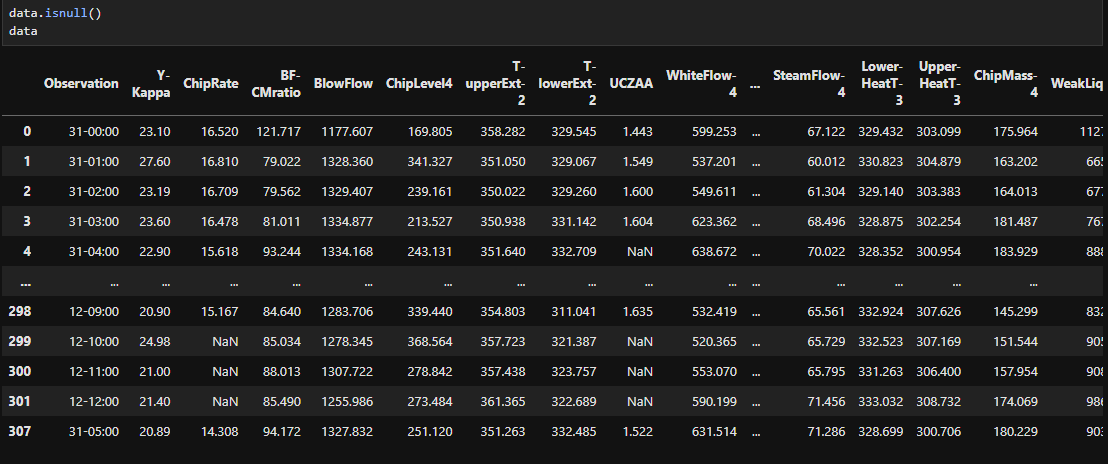 data.isnull()
data
Observation Y-Kappa ChipRate BF-CMratio BlowFlow ChipLevel4 T-upperExt-2 T-lowerExt-2 UCZAA WhiteFlow-4 ... SteamFlow-4 Lower-HeatT-3 Upper-HeatT-3 ChipMass-4 WeakLiq
0 31-00:00 23.10 16.520 121.717 1177.607 169.805 358.282 329.545 1.443 599.253 ... 67.122 329.432 303.099 175.964 1127
1 31-01:00 27.60 16.810 79.022 1328.360 341.327 351.050 329.067 1.549 537.201 ... 60.012 330.823 304.879 163.202 665
2 31-02:00 23.19 16.709 79.562 1329.407 239.161 350.022 329.260 1.600 549.611 ... 61.304 329.140 303.383 164.013 677
3 31-03:00 23.60 16.478 81.011 1334.877 213.527 350.938 331.142 1.604 623.362 ... 68.496 328.875 302.254 181.487 767
4 31-04:00 22.90 15.618 93.244 1334.168 243.131 351.640 332.709 NaN 638.672 ... 70.022 328.352 300.954 183.929 888
... ... ... ... ... ... ... ... ... ... ... ... ... ... ... ...
298 12-09:00 20.90 15.167 84.640 1283.706 339.440 354.803 311.041 1.635 532.419 ... 65.561 332.924 307.626 145.299 832
299 12-10:00 24.98 NaN 85.034 1278.345 368.564 357.723 321.387 NaN 520.365 ... 65.729 332.523 307.169 151.544 905
300 12-11:00 21.00 NaN 88.013 1307.722 278.842 357.438 323.757 NaN 553.070 ... 65.795 331.263 306.400 157.954 908
301 12-12:00 21.40 NaN 85.490 1255.986 273.484 361.365 322.689 NaN 590.199 ... 71.456 333.032 308.732 174.069 986
307 31-05:00 20.89 14.308 94.172 1327.832 251.120 351.263 332.485 1.522 631.514 ... 71.286 328.699 300.706 180.229 903